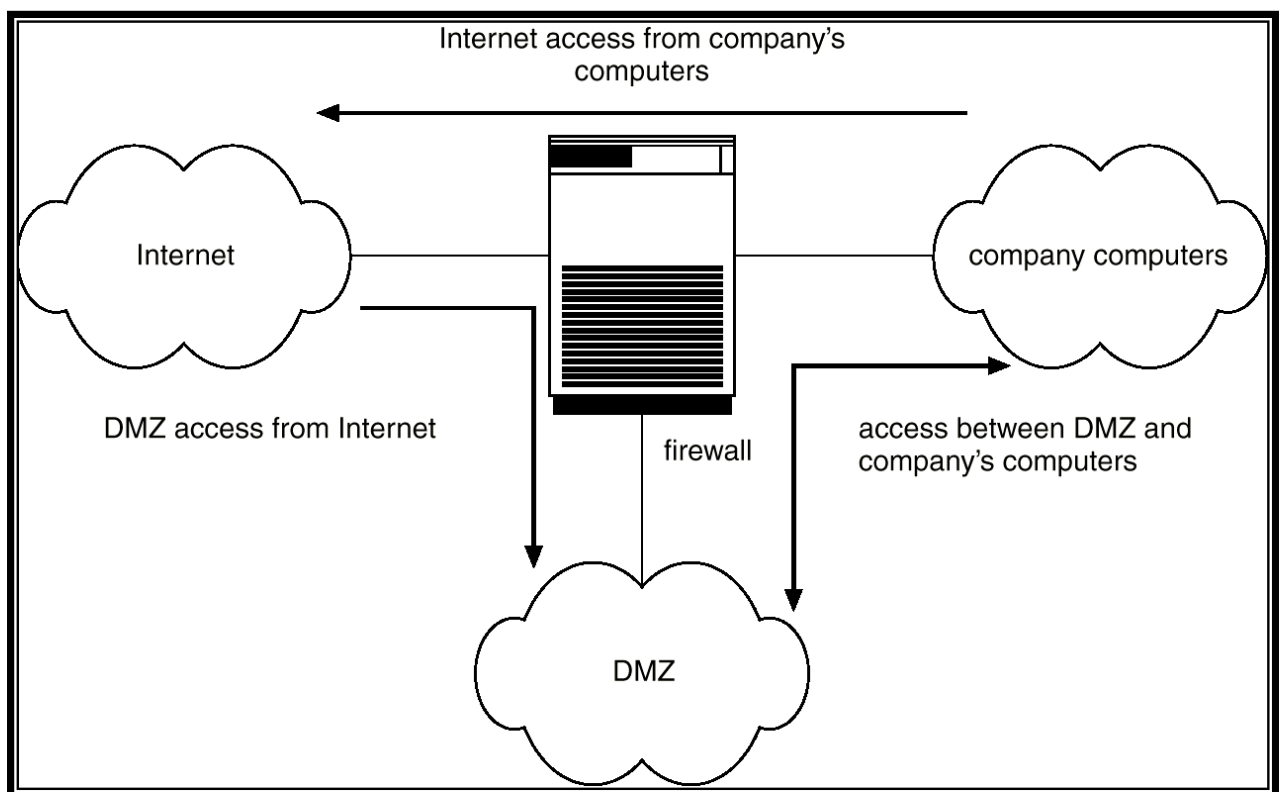 Internet access from company's
computers
Internet
company computers
DMZ access from Internet
firewall
access between DMZ and
company's computers
DMZ